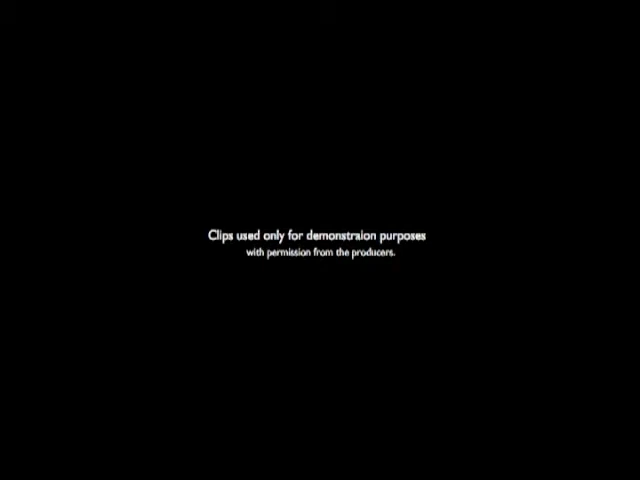 Clips used only for demonstraion purposes
with permission from the producers.